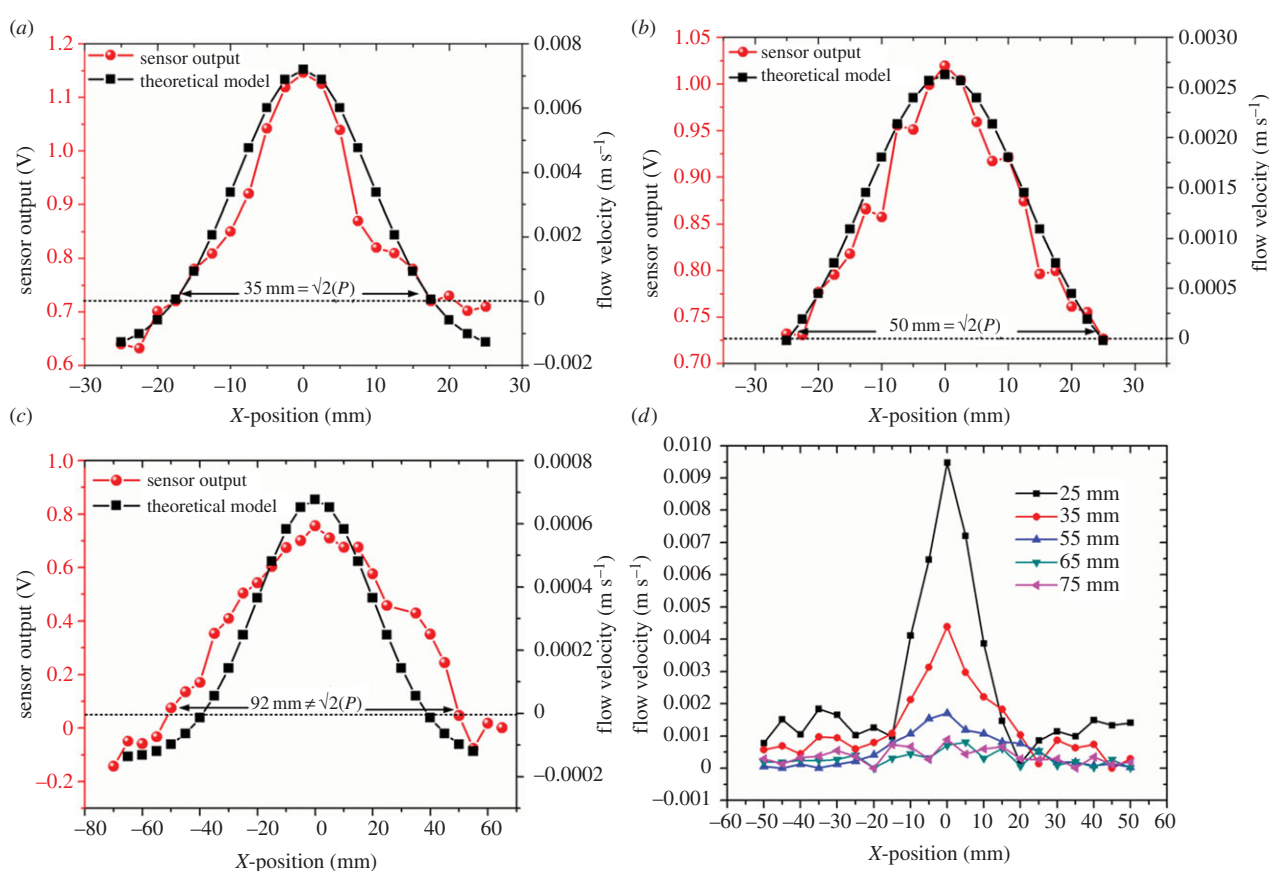 (a)
1.2
1.1
1.0
0.9
0.8
0.7
0.6
sensor output (V)
sensor output
theoretical model
35 mm = √2(P)
0.008
0.006
0.004
0.002
0
−0.002
flow velocity (m s−1)
−30 −20 −10 0 10 20 30
X-position (mm)
(b)
1.05
1.00
0.95
0.90
0.85
0.80
0.75
0.70
sensor output (V)
sensor output
theoretical model
50 mm = √2(P)
0.0030
0.0025
0.0020
0.0015
0.0010
0.0005
0
flow velocity (m s−1)
−30 −20 −10 0 10 20 30
X-position (mm)
(c)
1.0
0.8
0.6
0.4
0.2
0
−0.2
sensor output (V)
sensor output
theoretical model
92 mm ≠ √2(P)
0.0008
0.0006
0.0004
0.0002
0
−0.0002
flow velocity (m s−1)
−80 −60 −40 −20 0 20 40 60
X-position (mm)
(d)
0.010
0.009
0.008
0.007
0.006
0.005
0.004
0.003
0.002
0.001
0
−0.001
flow velocity (m s−1)
25 mm
35 mm
55 mm
65 mm
75 mm
−60 −50 −40 −30 −20 −10 0 10 20 30 40 50 60
X-position (mm)